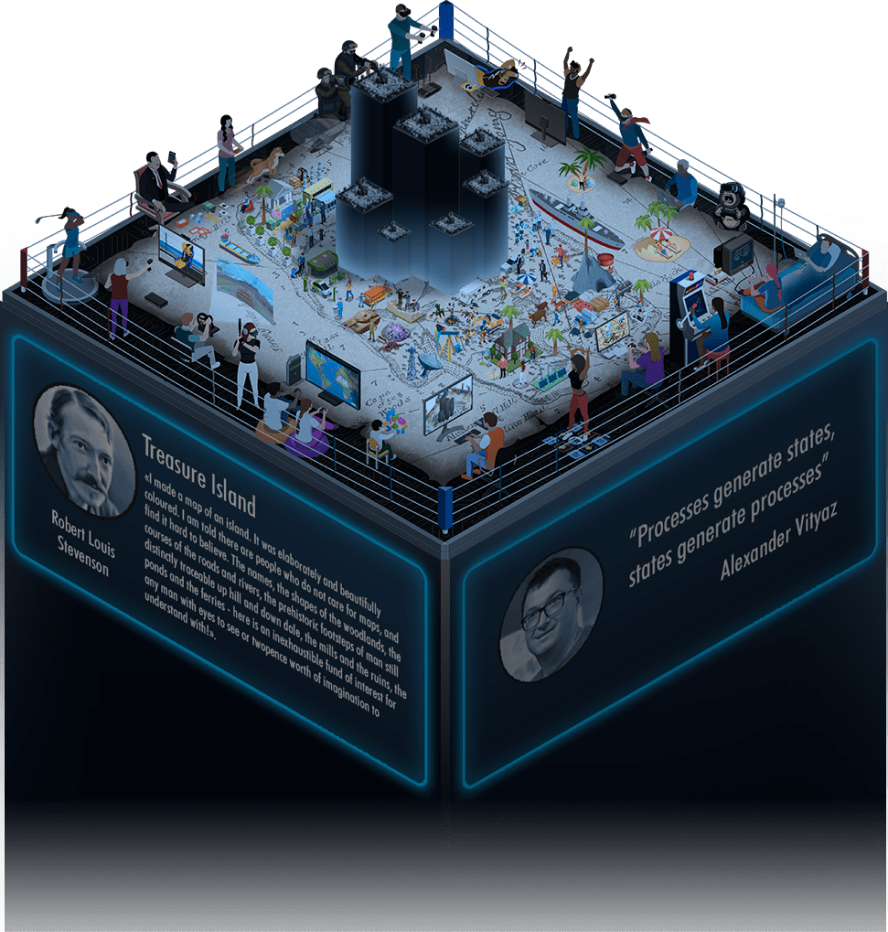 Cove
Treasure Island
«I made a map of an island. It was elaborately and beautifully
coloured. I am told there are people who do not care for maps, and
find it hard to believe. The names, the shapes of the woodlands, the
courses of the roads and rivers, the prehistoric footsteps of man still
distinctly traceable up hill and down dale, the mills and the ruins, the
ponds and the ferries - here is an inexhaustible fund of interest for
any man with eyes to see or twopence worth of imagination to
understand with!».
Robert Louis
Stevenson
“Processes generate states,
states generate processes”
Alexander Vityaz